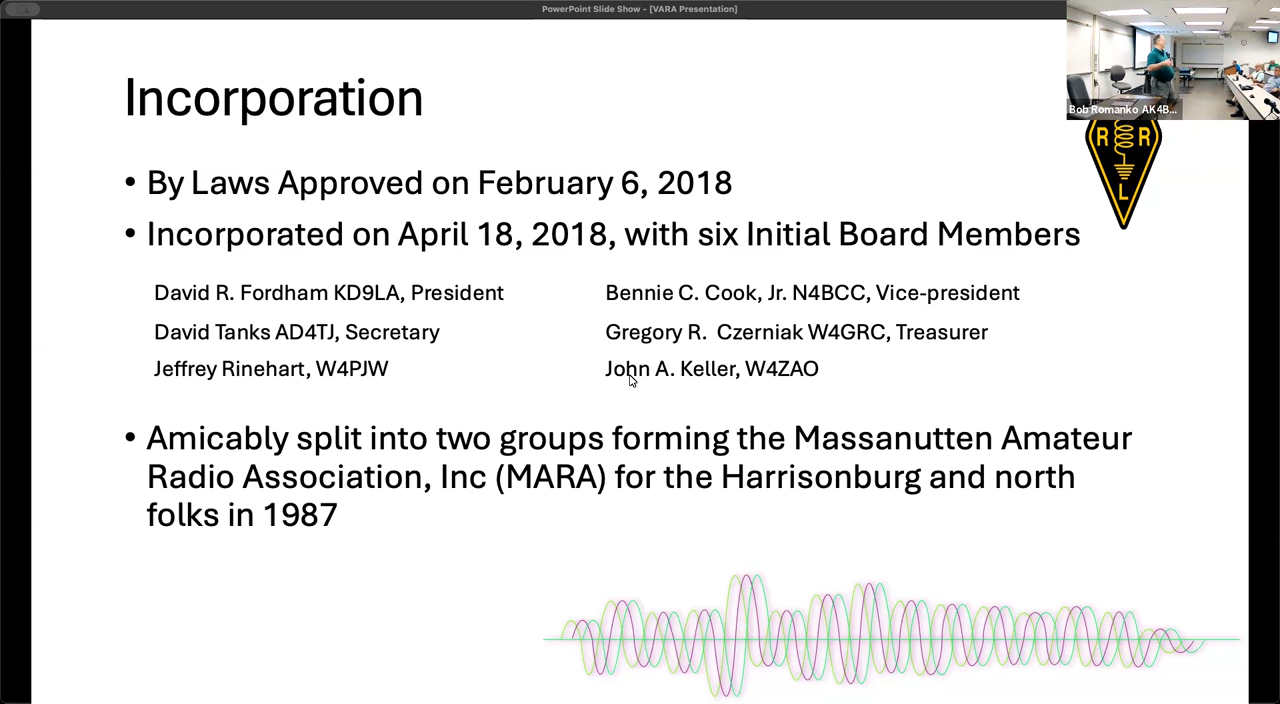 PowerPoint Slide Show - [VARA Presentation]
Bob Romanko AK4B...
Incorporation
R R
L
• By Laws Approved on February 6, 2018
• Incorporated on April 18, 2018, with six Initial Board Members
David R. Fordham KD9LA, President
Bennie C. Cook, Jr. N4BCC, Vice-president
David Tanks AD4TJ, Secretary
Gregory R. Czerniak W4GRC, Treasurer
Jeffrey Rinehart, W4PJW
John A. Keller, W4ZAO
• Amicably split into two groups forming the Massanutten Amateur
Radio Association, Inc (MARA) for the Harrisonburg and north
folks in 1987